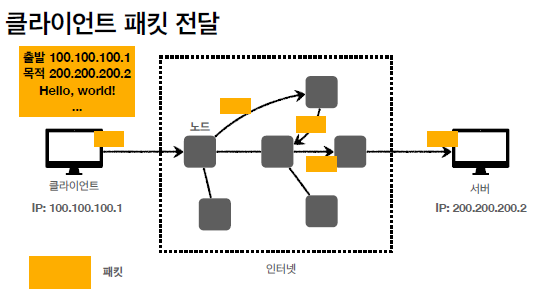 클라이언트 패킷 전달
출발 100.100.100.1
목적 200.200.200.2
Hello, world!
...
노드
클라이언트
IP: 100.100.100.1
서버
IP: 200.200.200.2
인터넷
패킷